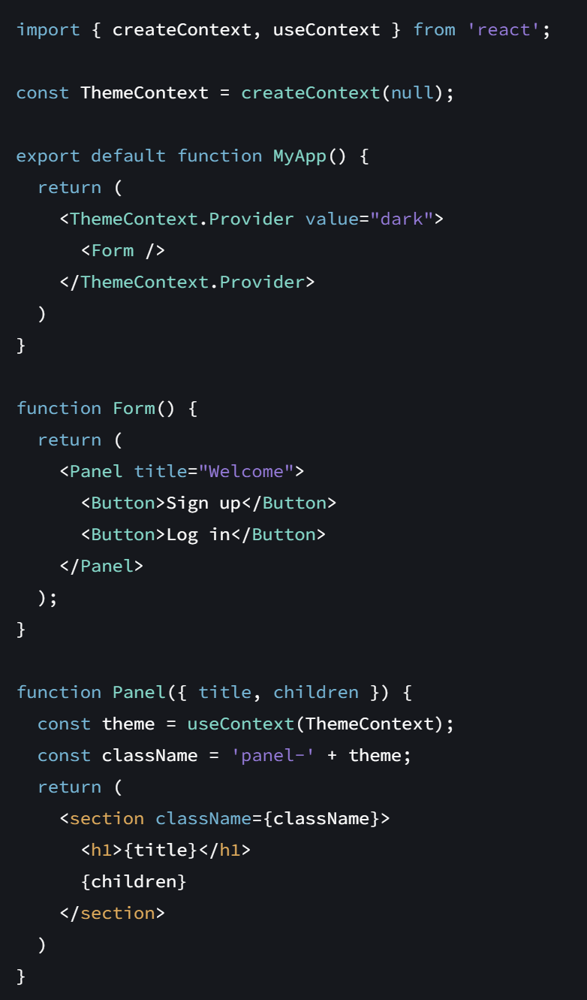 import { createContext, useContext } from 'react';

const ThemeContext = createContext(null);

export default function MyApp() {
  return (
    <ThemeContext.Provider value="dark">
      <Form />
    </ThemeContext.Provider>
  )
}

function Form() {
  return (
    <Panel title="Welcome">
      <Button>Sign up</Button>
      <Button>Log in</Button>
    </Panel>
  );
}

function Panel({ title, children }) {
  const theme = useContext(ThemeContext);
  const className = 'panel-' + theme;
  return (
    <section className={className}>
      <h1>{title}</h1>
      {children}
    </section>
  )
}